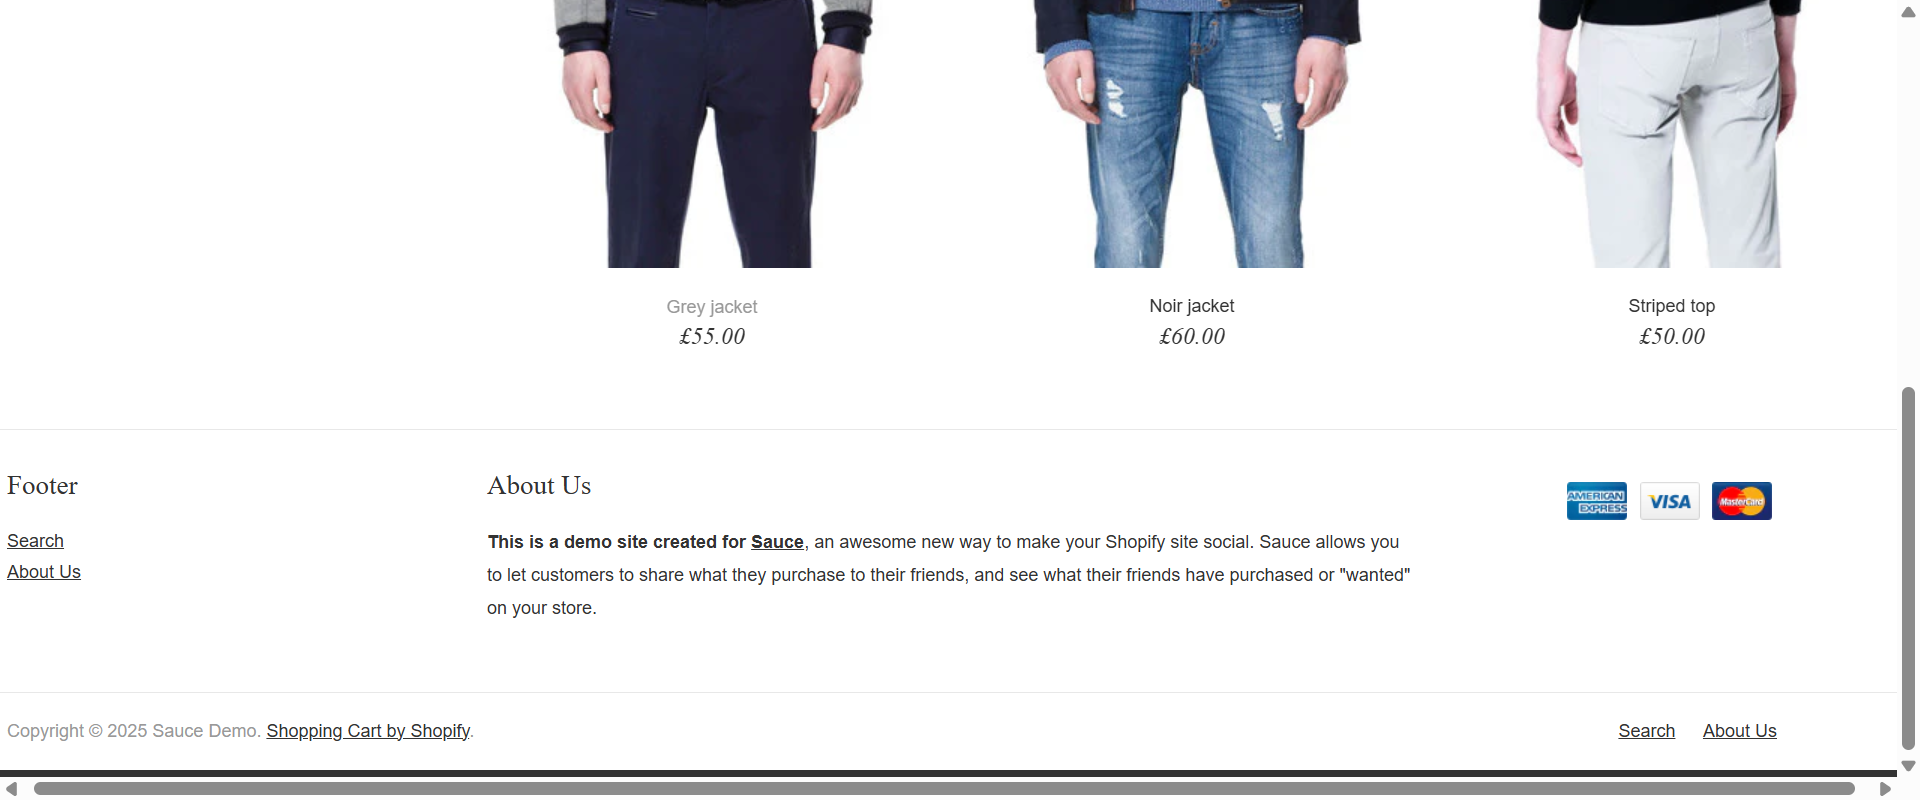 Grey jacket
£55.00
Noir jacket
£60.00
Striped top
£50.00
Footer
Search
About Us
About Us
This is a demo site created for Sauce, an awesome new way to make your Shopify site social. Sauce allows you
to let customers to share what they purchase to their friends, and see what their friends have purchased or "wanted"
on your store.
AMERICAN
EXPRESS
VISA
MasterCard
Copyright © 2025 Sauce Demo. Shopping Cart by Shopify.
Search
About Us